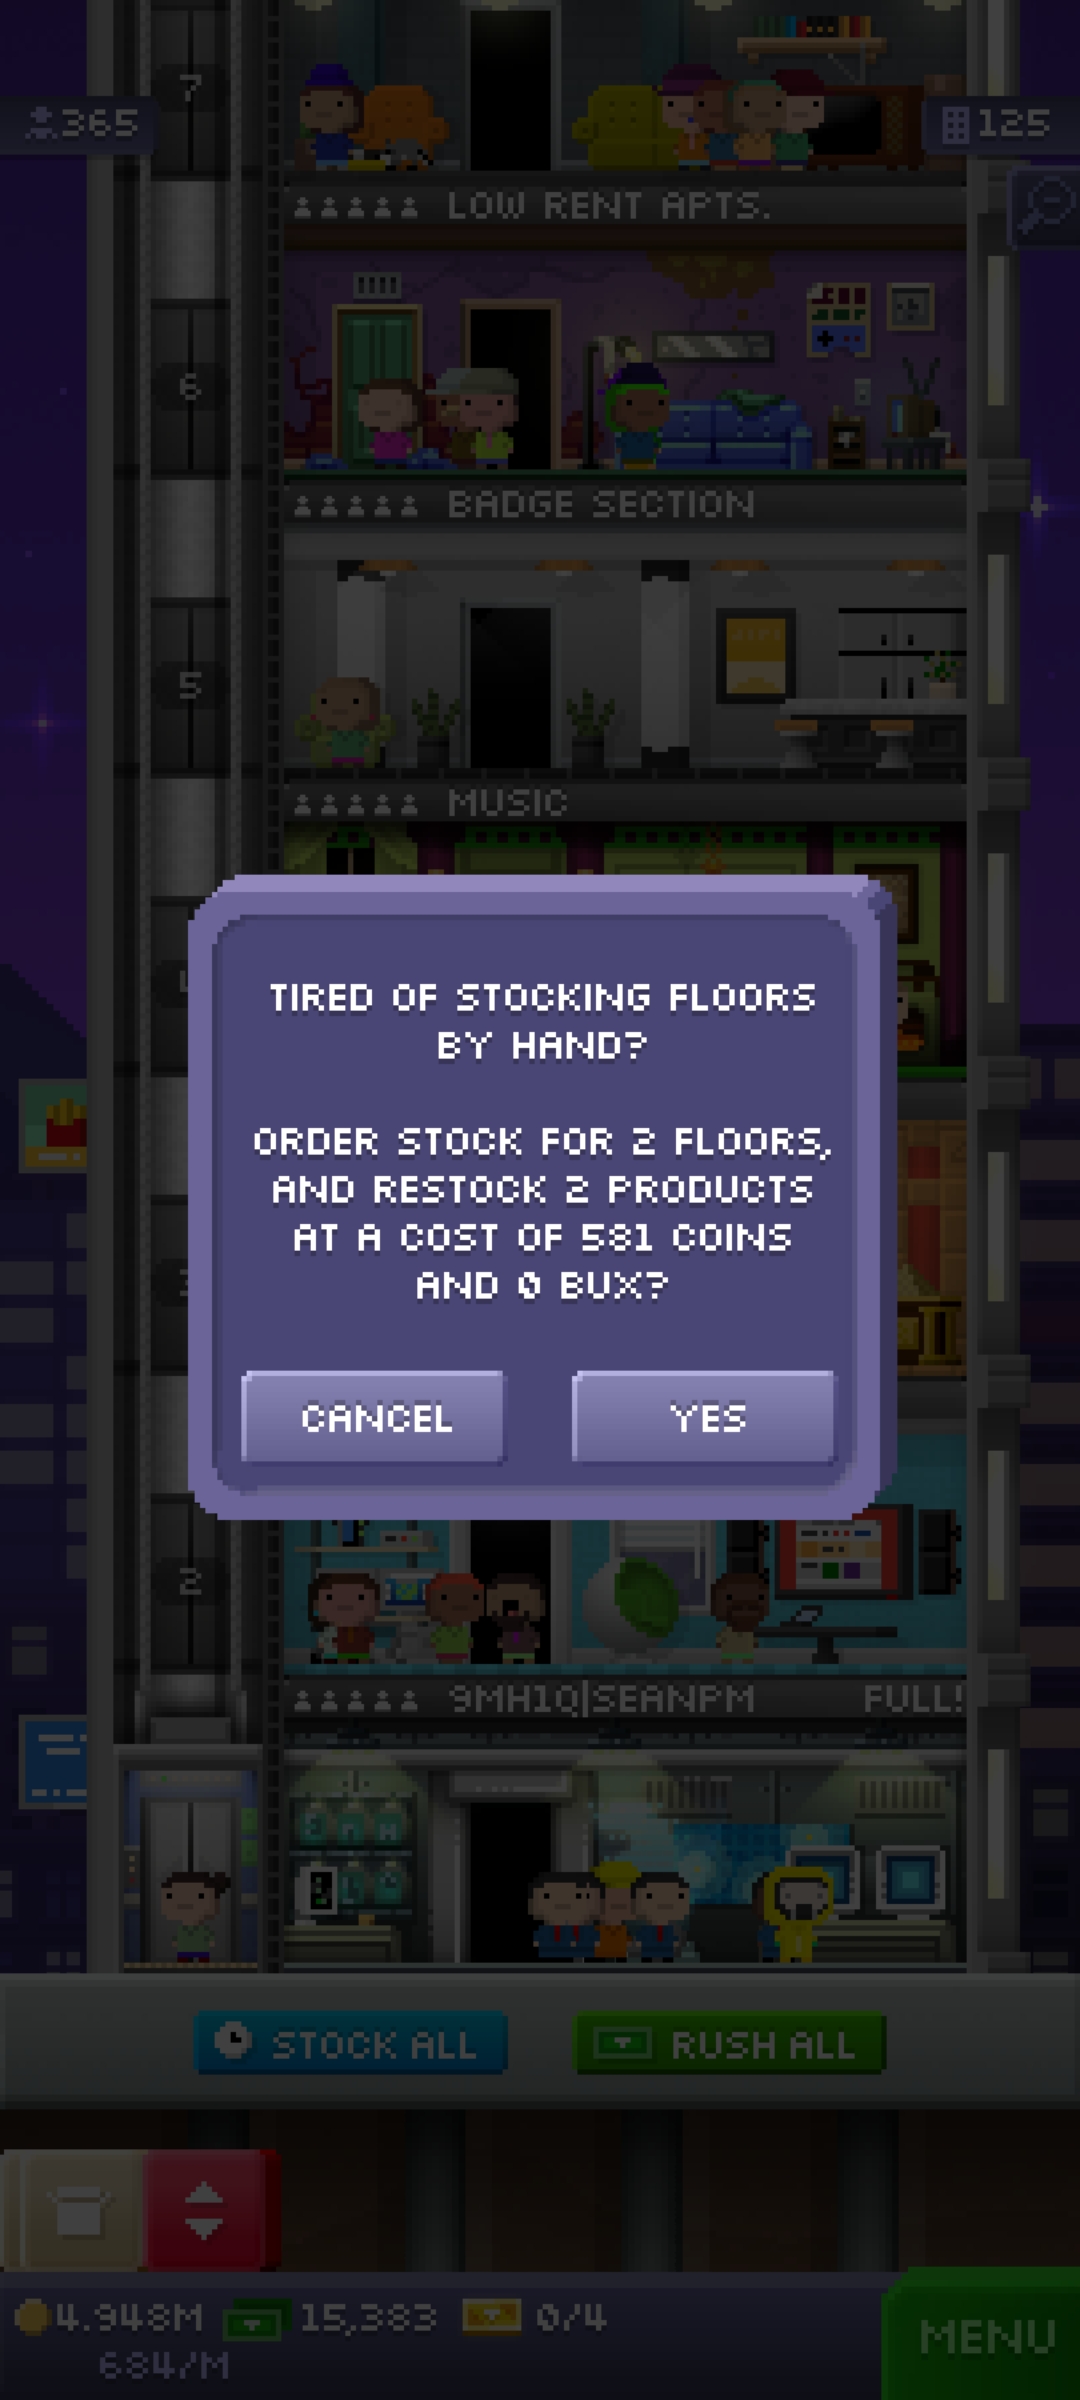 7
365
125
LOW RENT APTS.
6
BADGE SECTION
5
MUSIC
TIRED OF STOCKING FLOORS
BY HAND?
ORDER STOCK FOR 2 FLOORS,
AND RESTOCK 2 PRODUCTS
AT A COST OF 581 COINS
AND 0 BUX?
CANCEL
YES
2
9MH1Q|SEANPM
FULL!
STOCK ALL
RUSH ALL
4.948M
15,383
0/4
684/M
MENU